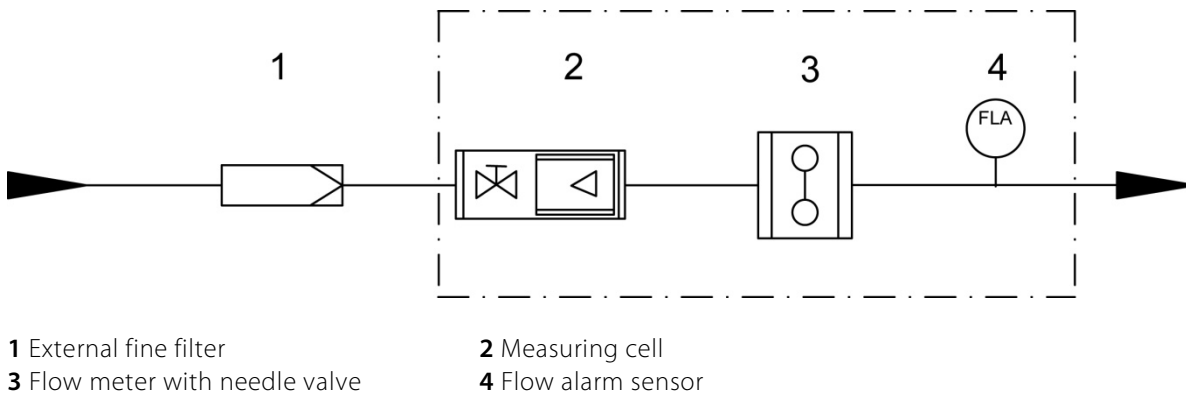 1 2 3 4
FLA
1 External fine filter 2 Measuring cell
3 Flow meter with needle valve 4 Flow alarm sensor